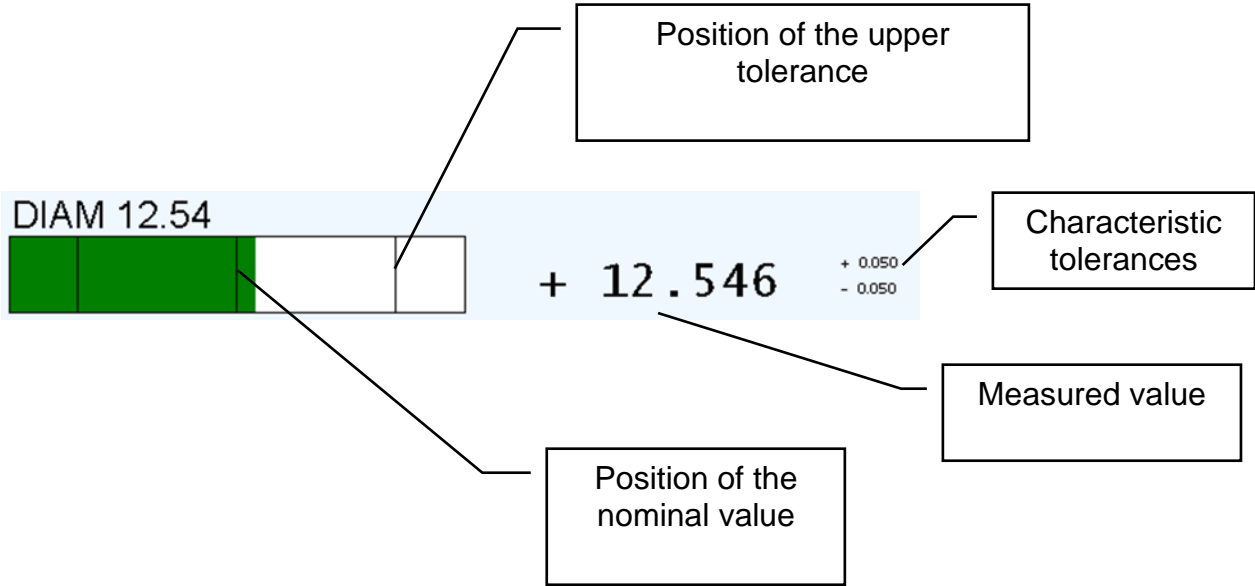 Position of the upper
tolerance
DIAM 12.54
+ 12.546
+ 0.050
- 0.050
Characteristic
tolerances
Measured value
Position of the
nominal value